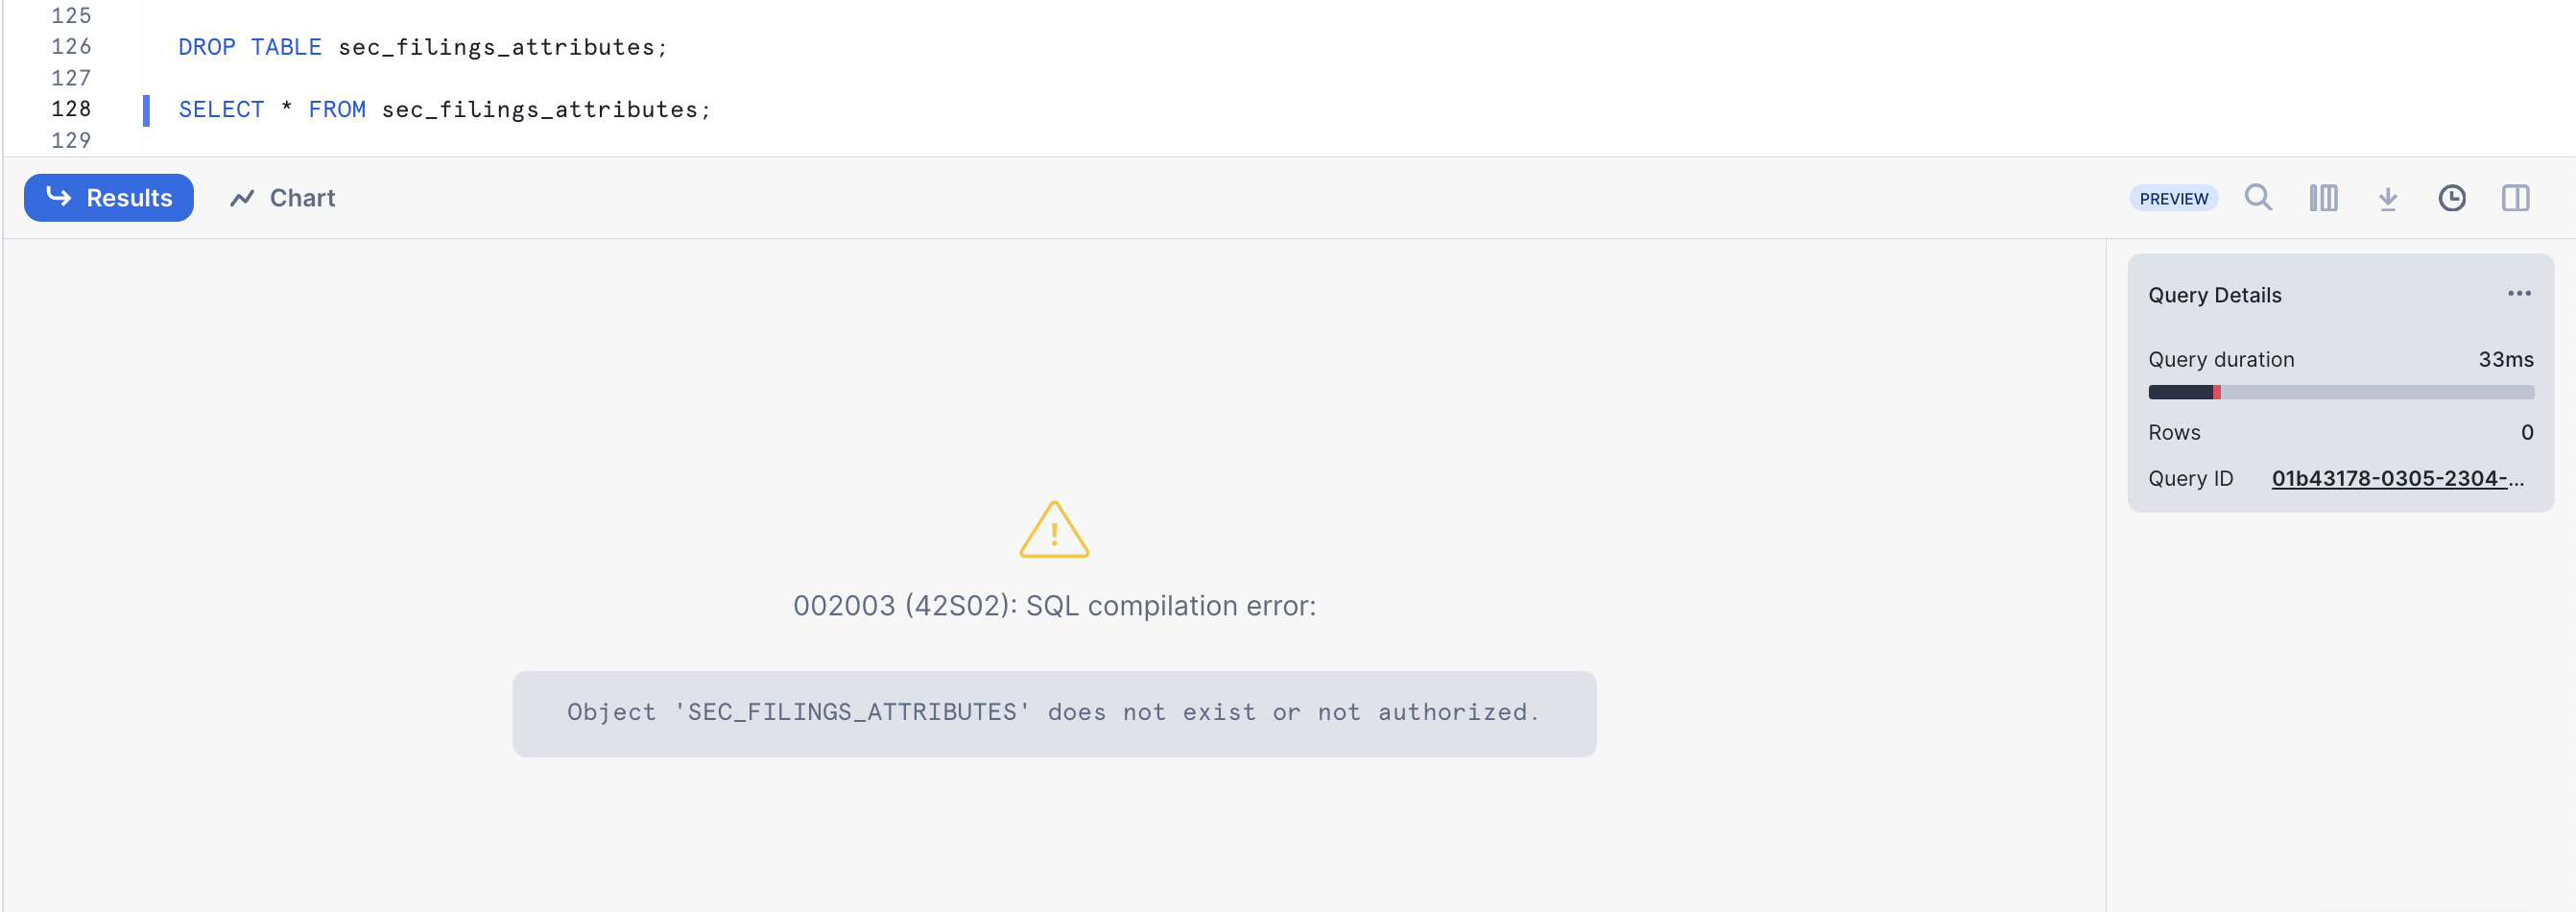 125
126 DROP TABLE sec_filings_attributes;
127
128 SELECT * FROM sec_filings_attributes;
129
Results Chart PREVIEW
Query Details ...
Query duration 33ms
Rows 0
Query ID 01b43178-0305-2304-...
002003 (42S02): SQL compilation error:
Object 'SEC_FILINGS_ATTRIBUTES' does not exist or not authorized.